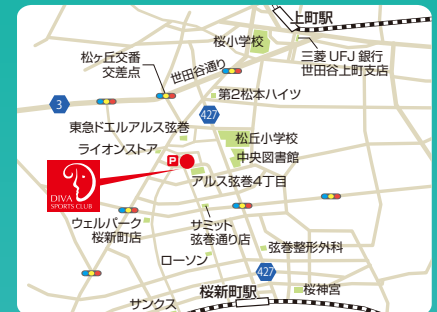 上町駅
桜小学校
三菱UFJ銀行
世田谷上町支店
松ヶ丘交番
交差点
世田谷通り
第2松本ハイツ
3
427
東急ドエルアルス弦巻
松丘小学校
ライオンストア
中央図書館
P
アルス弦巻4丁目
DIVA
SPORTS CLUB
ウェルパーク
桜新町店
サミット
弦巻通り店
弦巻整形外科
ローソン
427
桜新町駅
桜神宮
サンクス